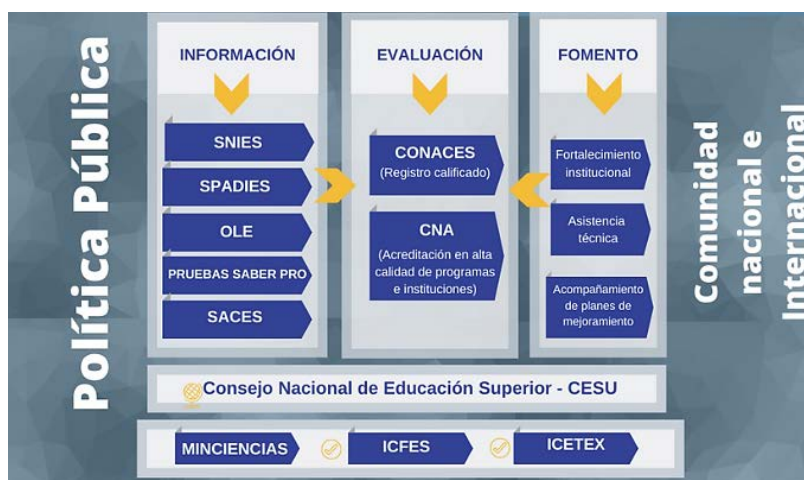 Política Pública
INFORMACIÓN
SNIES
SPADIES
OLE
PRUEBAS SABER PRO
SACES
EVALUACIÓN
CONACES
(Registro calificado)
CNA
(Acreditación en alta
calidad de programas
e instituciones)
FOMENTO
Fortalecimiento
institucional
Asistencia
técnica
Acompañamiento
de planes de
mejoramiento
Comunidad
nacional e
Internacional
Consejo Nacional de Educación Superior - CESU
MINCIENCIAS
ICFES
ICETEX